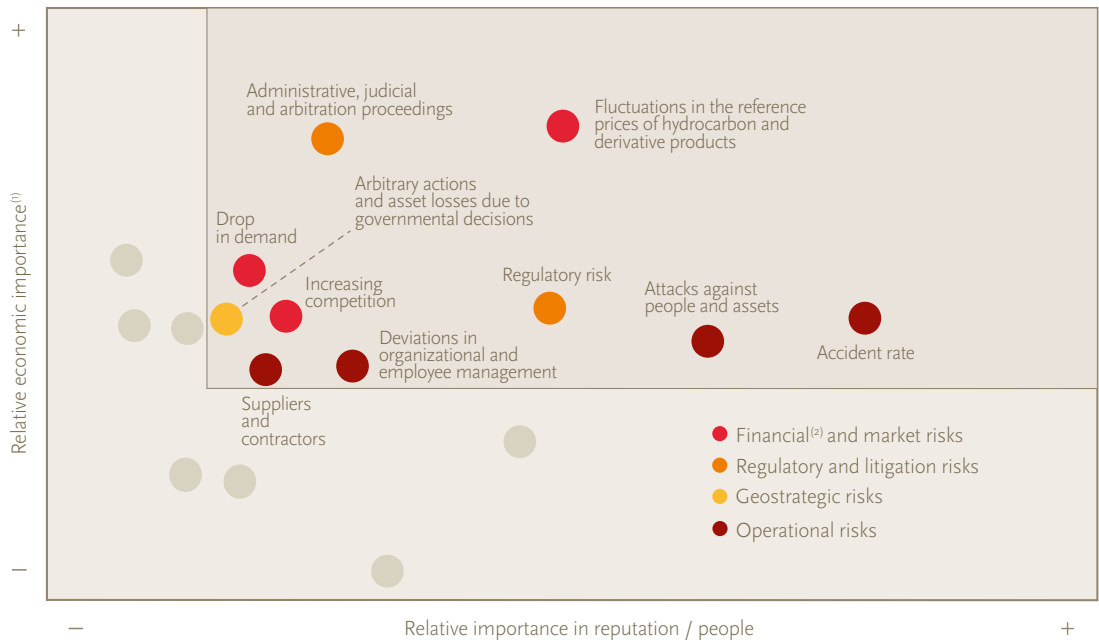 +
Relative economic importance(1)
Administrative, judicial
and arbitration proceedings
Fluctuations in the reference
prices of hydrocarbon and
derivative products
Arbitrary actions
and asset losses due to
governmental decisions
Drop
in demand
Increasing
competition
Regulatory risk
Attacks against
people and assets
Accident rate
Deviations in
organizational and
employee management
Suppliers
and
contractors
Financial(2) and market risks
Regulatory and litigation risks
Geostrategic risks
Operational risks
–
–
Relative importance in reputation / people
+